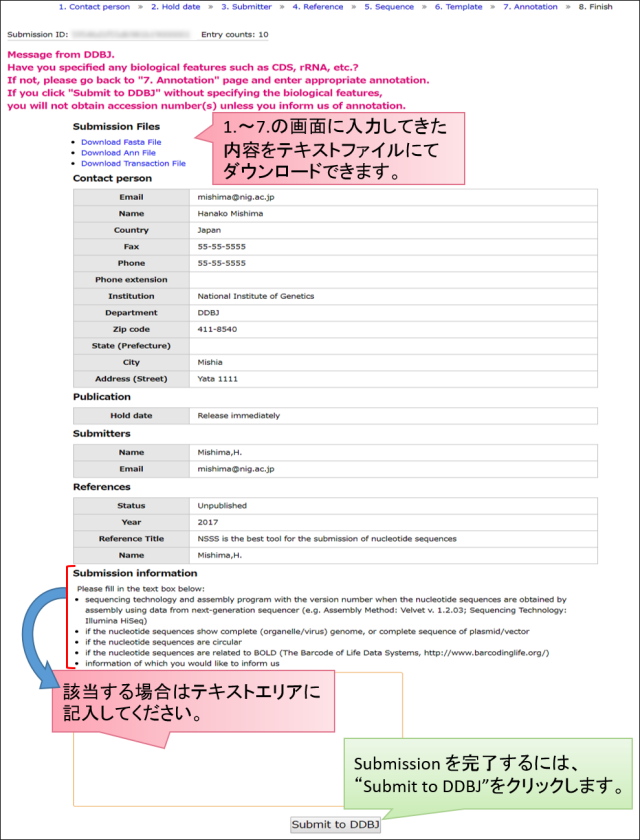 1. Contact person » 2. Hold date » 3. Submitter » 4. Reference » 5. Sequence » 6. Template » 7. Annotation » 8. Finish
Submission ID: Entry counts: 10
Message from DDBJ.
Have you specified any biological features such as CDS, rRNA, etc.?
If not, please go back to "7. Annotation" page and enter appropriate annotation.
If you click "Submit to DDBJ" without specifying the biological features,
you will not obtain accession number(s) unless you inform us of annotation.
Submission Files
• Download Fasta File
• Download Ann File
• Download Transaction File
1.～7.の画面に入力してきた
内容をテキストファイルにて
ダウンロードできます。
Contact person
Email mishima@nig.ac.jp
Name Hanako Mishima
Country Japan
Fax 55-55-5555
Phone 55-55-5555
Phone extension
Institution National Institute of Genetics
Department DDBJ
Zip code 411-8540
State (Prefecture)
City Mishia
Address (Street) Yata 1111
Publication
Hold date Release immediately
Submitters
Name Mishima,H.
Email mishima@nig.ac.jp
References
Status Unpublished
Year 2017
Reference Title NSSS is the best tool for the submission of nucleotide sequences
Name Mishima,H.
Submission information
Please fill in the text box below:
• sequencing technology and assembly program with the version number when the nucleotide sequences are obtained by
assembly using data from next-generation sequencer (e.g. Assembly Method: Velvet v. 1.2.03; Sequencing Technology:
Illumina HiSeq)
• if the nucleotide sequences show complete (organelle/virus) genome, or complete sequence of plasmid/vector
• if the nucleotide sequences are circular
• if the nucleotide sequences are related to BOLD (The Barcode of Life Data Systems, http://www.barcodinglife.org/)
• information of which you would like to inform us
該当する場合はテキストエリアに
記入してください。
Submission を完了するには、
“Submit to DDBJ”をクリックします。
Submit to DDBJ